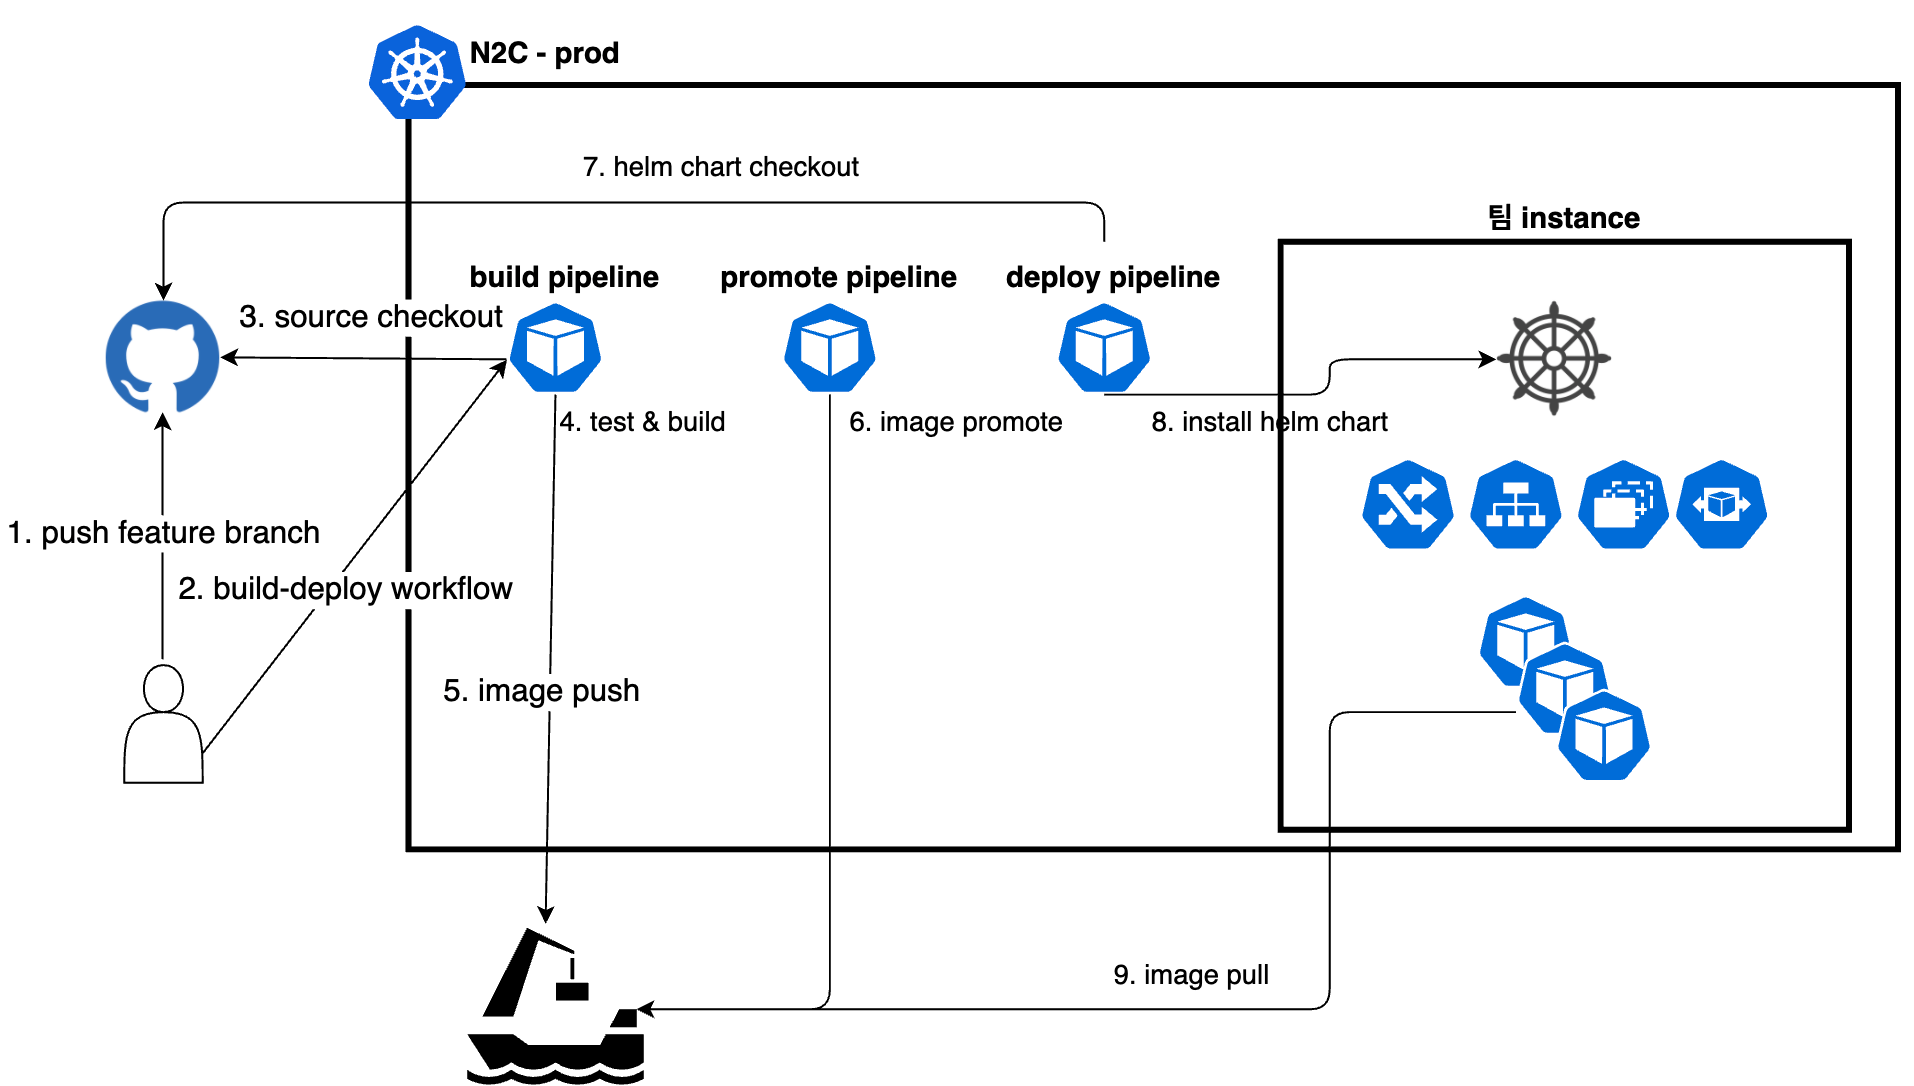 N2C - prod
7. helm chart checkout
팀 instance
build pipeline
promote pipeline
deploy pipeline
3. source checkout
4. test & build
6. image promote
8. install helm chart
1. push feature branch
2. build-deploy workflow
5. image push
9. image pull